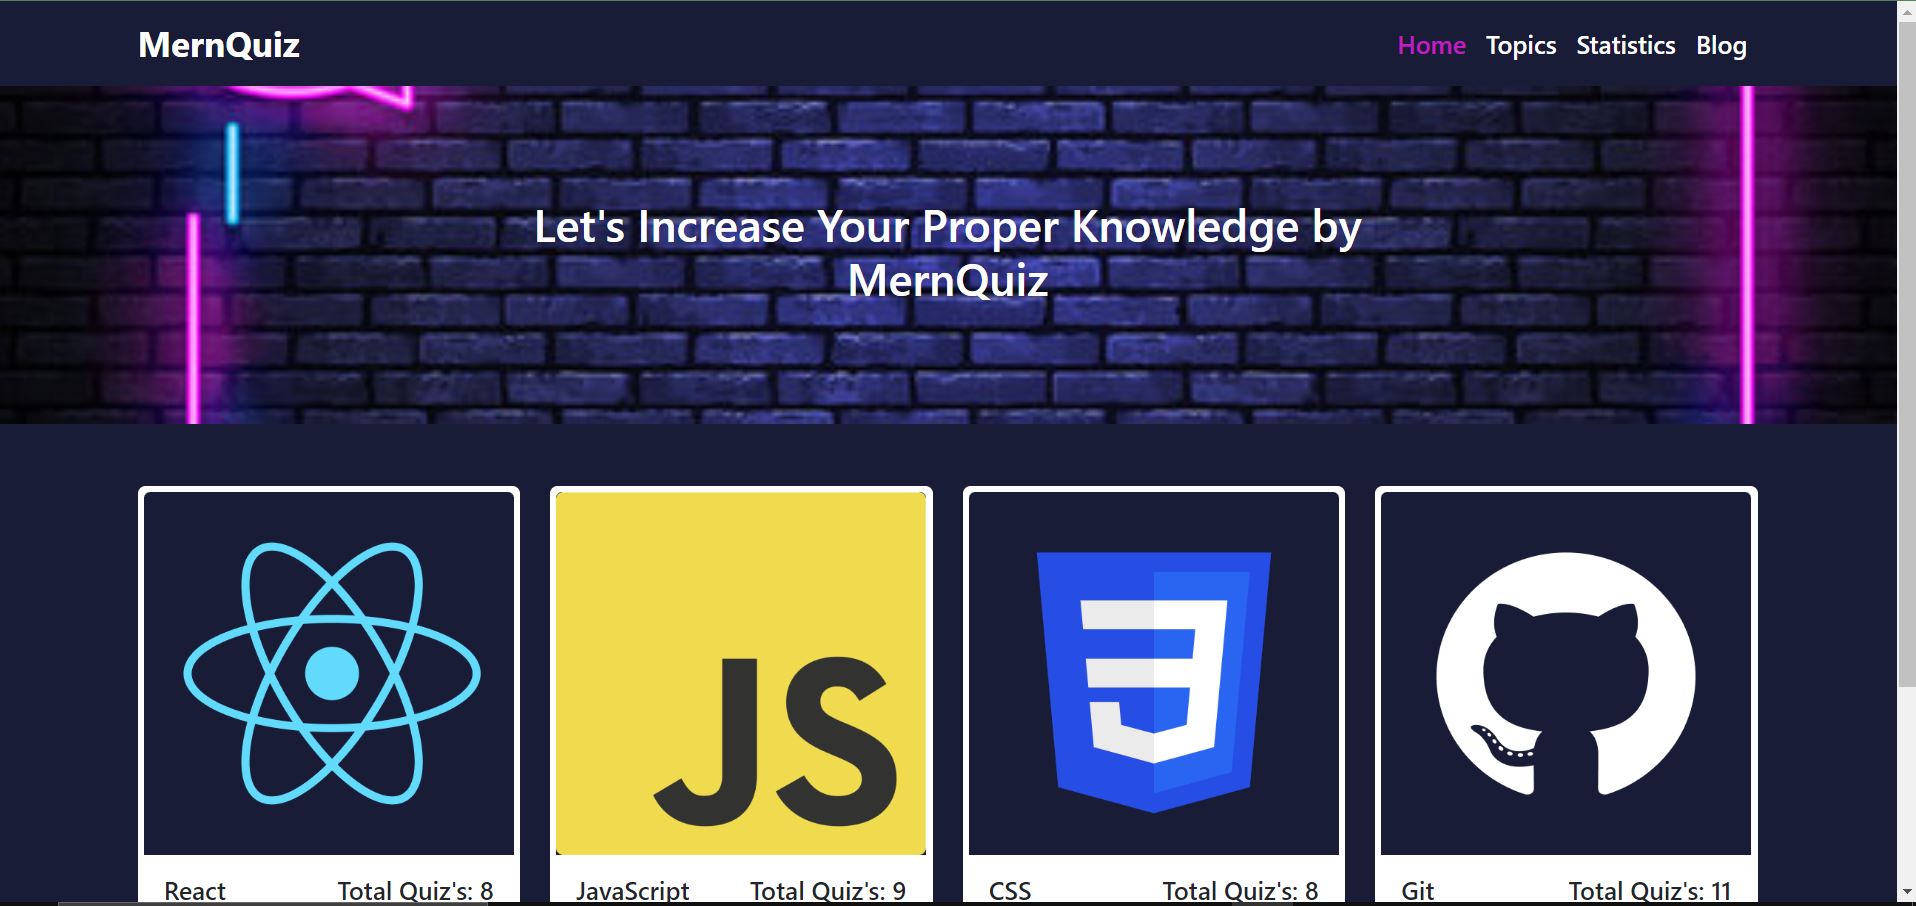 MernQuiz
Home Topics Statistics Blog
Let's Increase Your Proper Knowledge by
MernQuiz
JS
React Total Quiz's: 8
JavaScript Total Quiz's: 9
CSS Total Quiz's: 8
Git Total Quiz's: 11